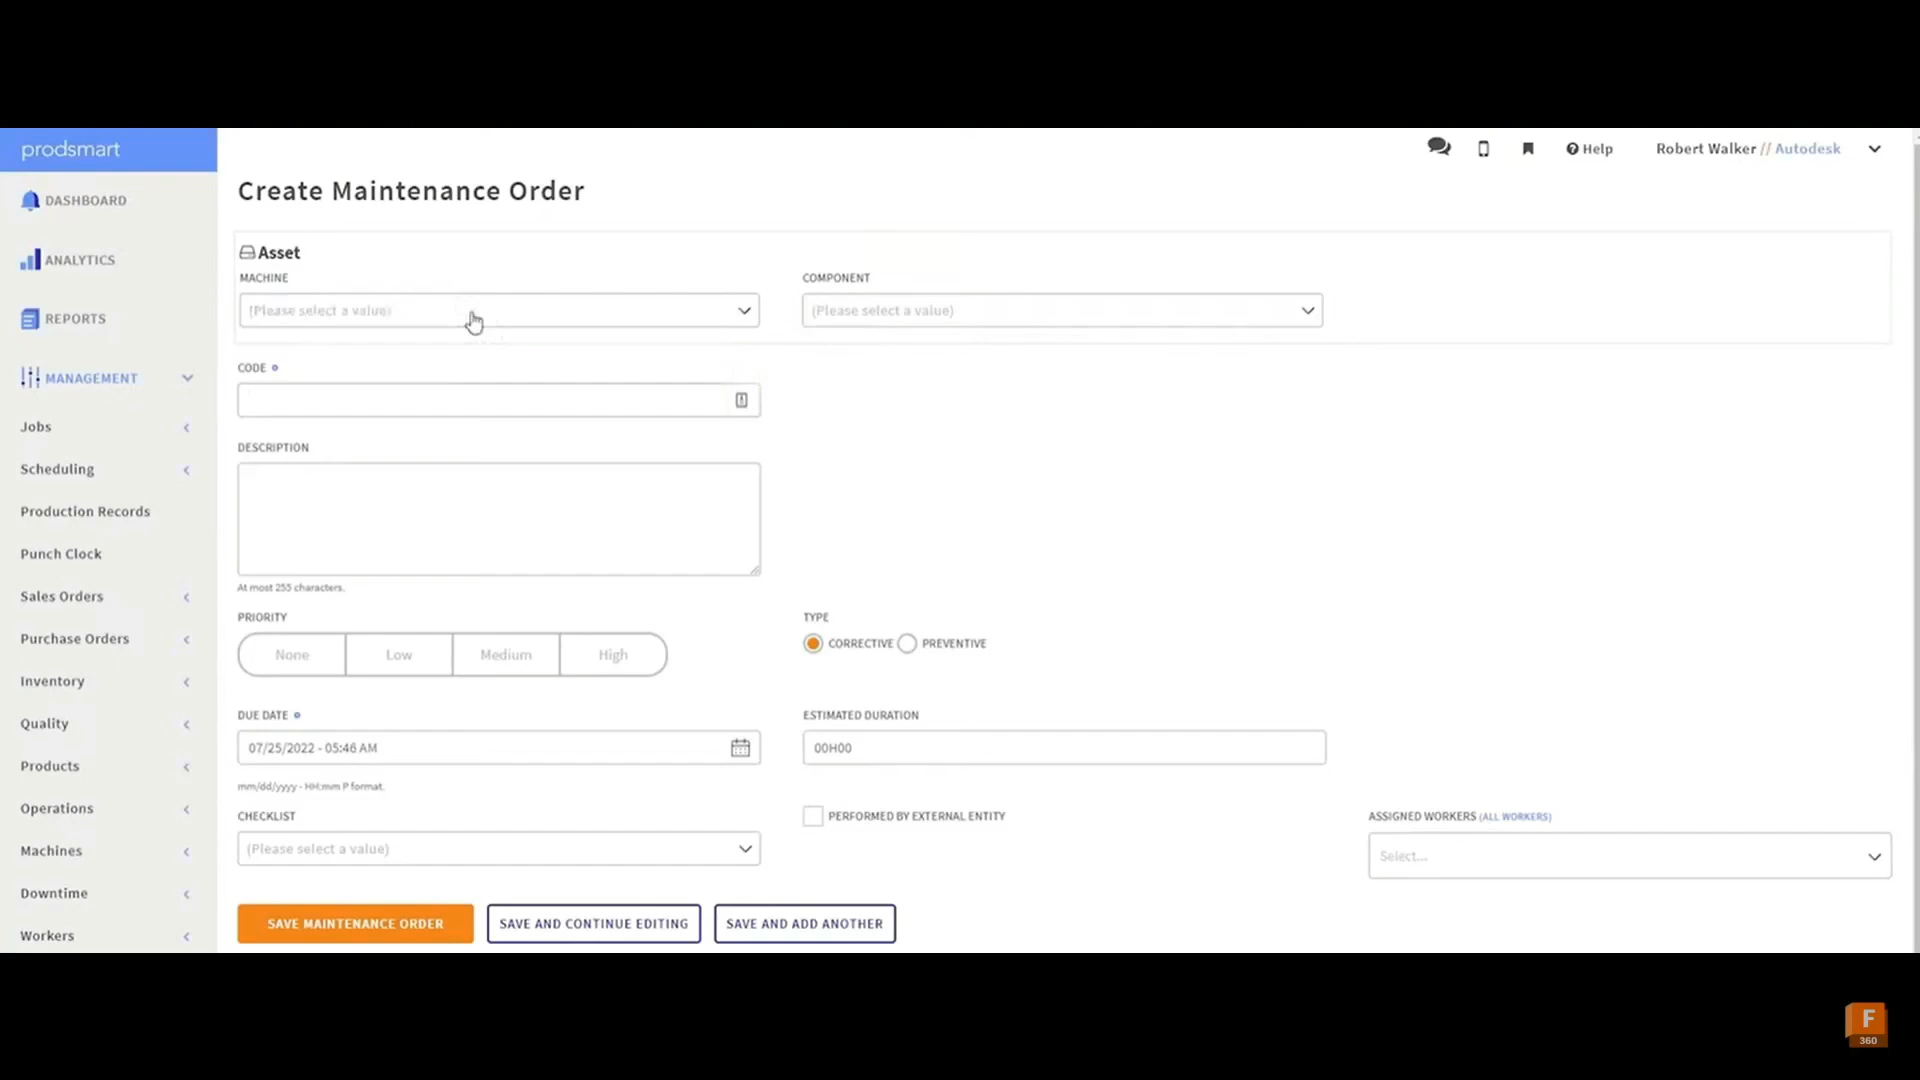 prodsmart
Help
Robert Walker // Autodesk
DASHBOARD
ANALYTICS
REPORTS
MANAGEMENT
Jobs
Scheduling
Production Records
Punch Clock
Sales Orders
Purchase Orders
Inventory
Quality
Products
Operations
Machines
Downtime
Workers
Create Maintenance Order
Asset
MACHINE
COMPONENT
(Please select a value)
(Please select a value)
CODE
DESCRIPTION
At most 255 characters.
PRIORITY
TYPE
None
Low
Medium
High
CORRECTIVE
PREVENTIVE
DUE DATE
ESTIMATED DURATION
07/25/2022 - 05:46 AM
00H00
mm/dd/yyyy - HH:mm P format.
CHECKLIST
PERFORMED BY EXTERNAL ENTITY
ASSIGNED WORKERS (ALL WORKERS)
(Please select a value)
Select...
SAVE MAINTENANCE ORDER
SAVE AND CONTINUE EDITING
SAVE AND ADD ANOTHER
F
360